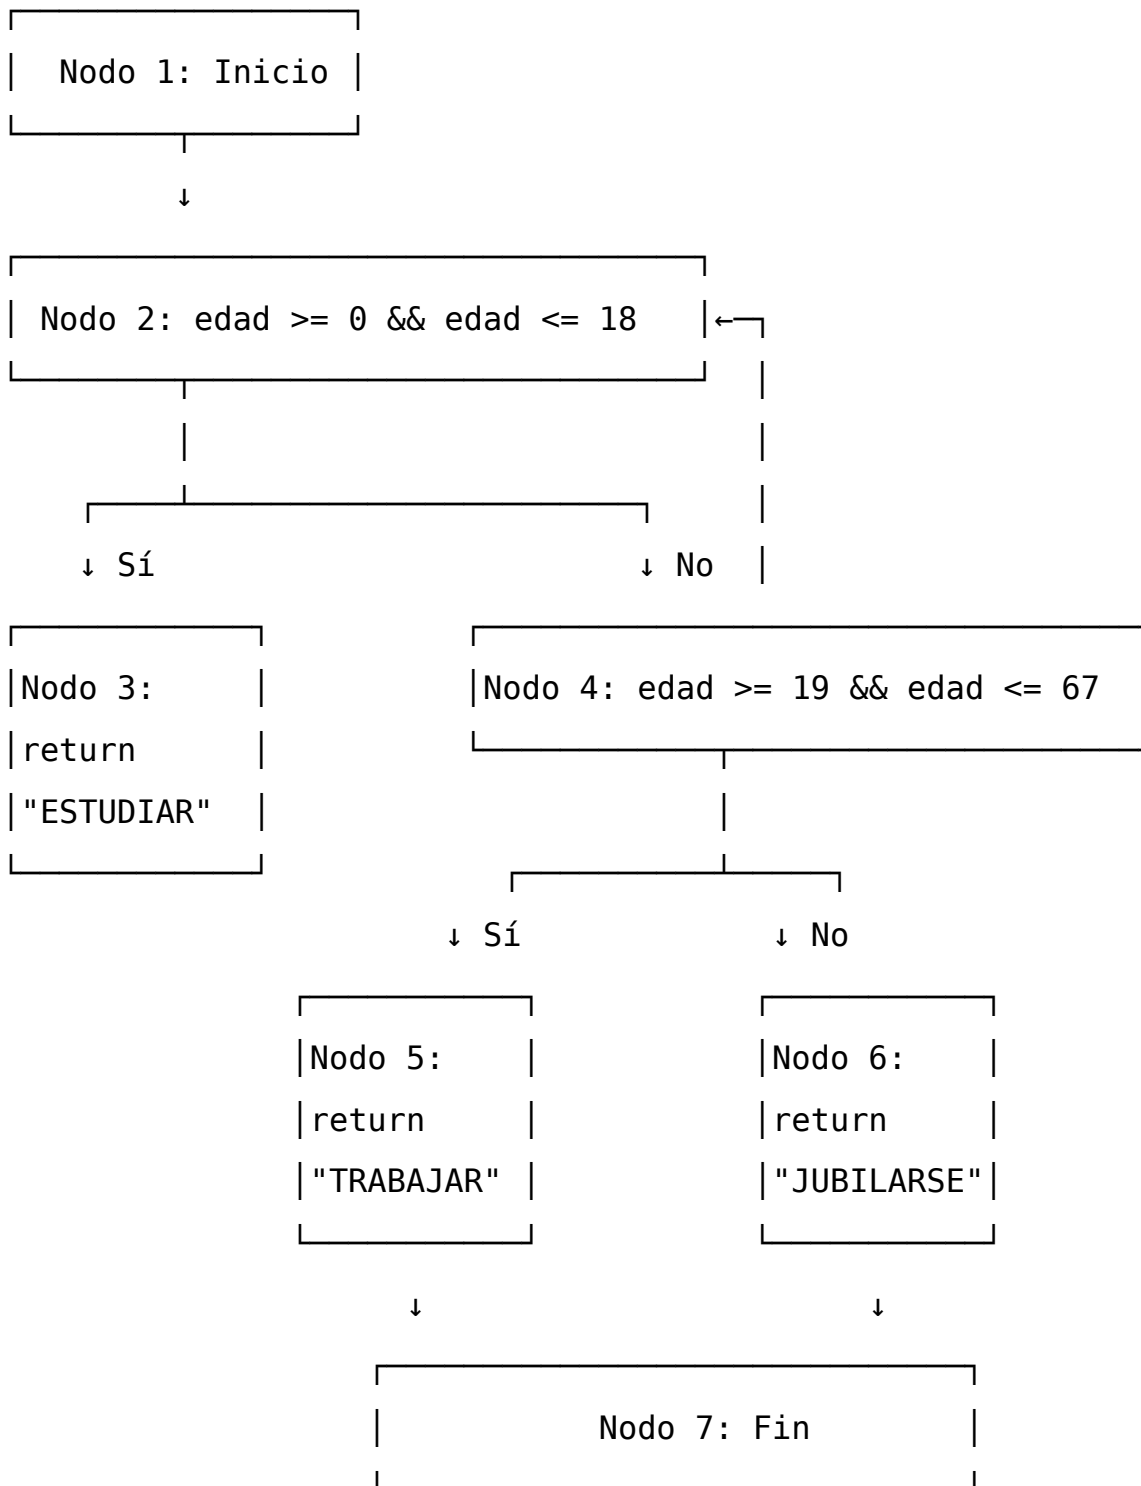 Nodo 1: Inicio
↓
Nodo 2: edad >= 0 && edad <= 18 ←
↓ Sí ↓ No
Nodo 3: Nodo 4: edad >= 19 && edad <= 67
return
"ESTUDIAR"
↓ Sí ↓ No
Nodo 5: Nodo 6:
return return
"TRABAJAR" "JUBILARSE"
↓ ↓
Nodo 7: Fin